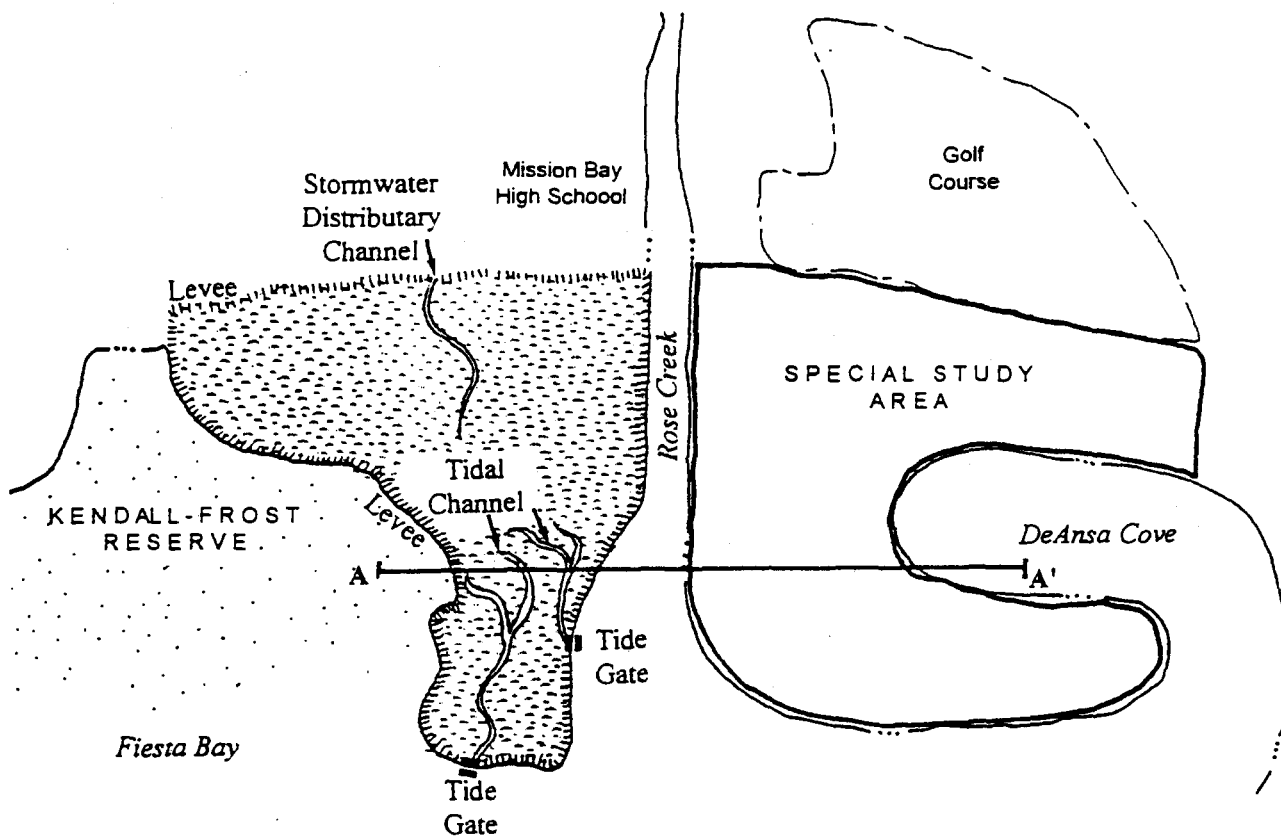 Mission Bay
High Schoool
Golf
Course
Stormwater
Distributary
Channel
Levee
Rose Creek
SPECIAL STUDY
AREA
Tidal
Channel
Levee
KENDALL-FROST
RESERVE
DeAnsa Cove
A
A'
Tide
Gate
Fiesta Bay
Tide
Gate